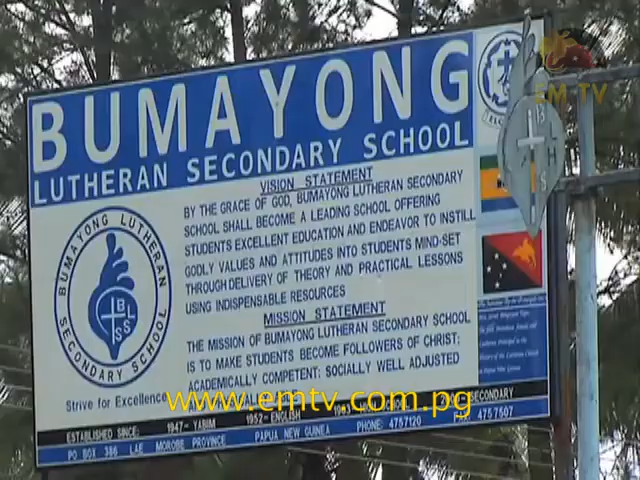 BUMAYONG
LUTHERAN SECONDARY SCHOOL
EM TV
VISION STATEMENT
BY THE GRACE OF GOD, BUMAYONG LUTHERAN SECONDARY
SCHOOL SHALL BECOME A LEADING SCHOOL OFFERING
STUDENTS EXCELLENT EDUCATION AND ENDEAVOR TO INSTILL
GODLY VALUES AND ATTITUDES INTO STUDENTS MIND-SET
THROUGH DELIVERY OF THEORY AND PRACTICAL LESSONS
USING INDISPENSABLE RESOURCES
MISSION STATEMENT
THE MISSION OF BUMAYONG LUTHERAN SECONDARY SCHOOL
IS TO MAKE STUDENTS BECOME FOLLOWERS OF CHRIST;
ACADEMICALLY COMPETENT: SOCIALLY WELL ADJUSTED
BUMAYONG LUTHERAN
SECONDARY SCHOOL
BLSS
Strive for Excellence
www.emtv.com.pg
ESTABLISHED SINCE: 1947- YABIM 1952- ENGLISH SECONDARY
PO BOX 386 LAE MOROBE PROVINCE PAPUA NEW GUINEA PHONE: 4757120 4757507